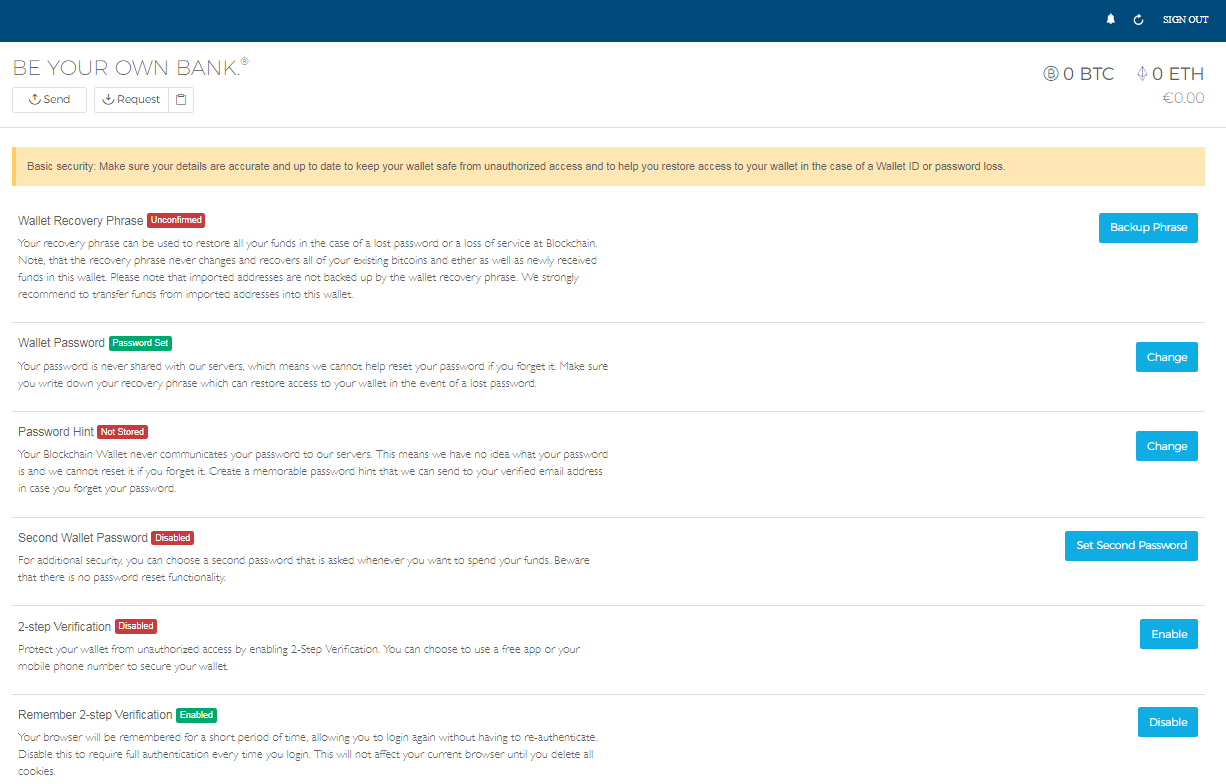 SIGN OUT
BE YOUR OWN BANK.®
0 BTC 0 ETH
€0.00
Send Request
Basic security: Make sure your details are accurate and up to date to keep your wallet safe from unauthorized access and to help you restore access to your wallet in the case of a Wallet ID or password loss.
Wallet Recovery Phrase Unconfirmed
Backup Phrase
Your recovery phrase can be used to restore all your funds in the case of a lost password or a loss of service at Blockchain.
Note, that the recovery phrase never changes and recovers all of your existing bitcoins and ether as well as newly received
funds in this wallet. Please note that imported addresses are not backed up by the wallet recovery phrase. We strongly
recommend to transfer funds from imported addresses into this wallet.
Wallet Password Password Set
Change
Your password is never shared with our servers, which means we cannot help reset your password if you forget it. Make sure
you write down your recovery phrase which can restore access to your wallet in the event of a lost password.
Password Hint Not Stored
Change
Your Blockchain Wallet never communicates your password to our servers. This means we have no idea what your password
is and we cannot reset it if you forget it. Create a memorable password hint that we can send to your verified email address
in case you forget your password.
Second Wallet Password Disabled
Set Second Password
For additional security, you can choose a second password that is asked whenever you want to spend your funds. Beware
that there is no password reset functionality.
2-step Verification Disabled
Enable
Protect your wallet from unauthorized access by enabling 2-Step Verification. You can choose to use a free app or your
mobile phone number to secure your wallet.
Remember 2-step Verification Enabled
Disable
Your browser will be remembered for a short period of time, allowing you to login again without having to re-authenticate.
Disable this to require full authentication every time you login. This will not affect your current browser until you delete all
cookies.